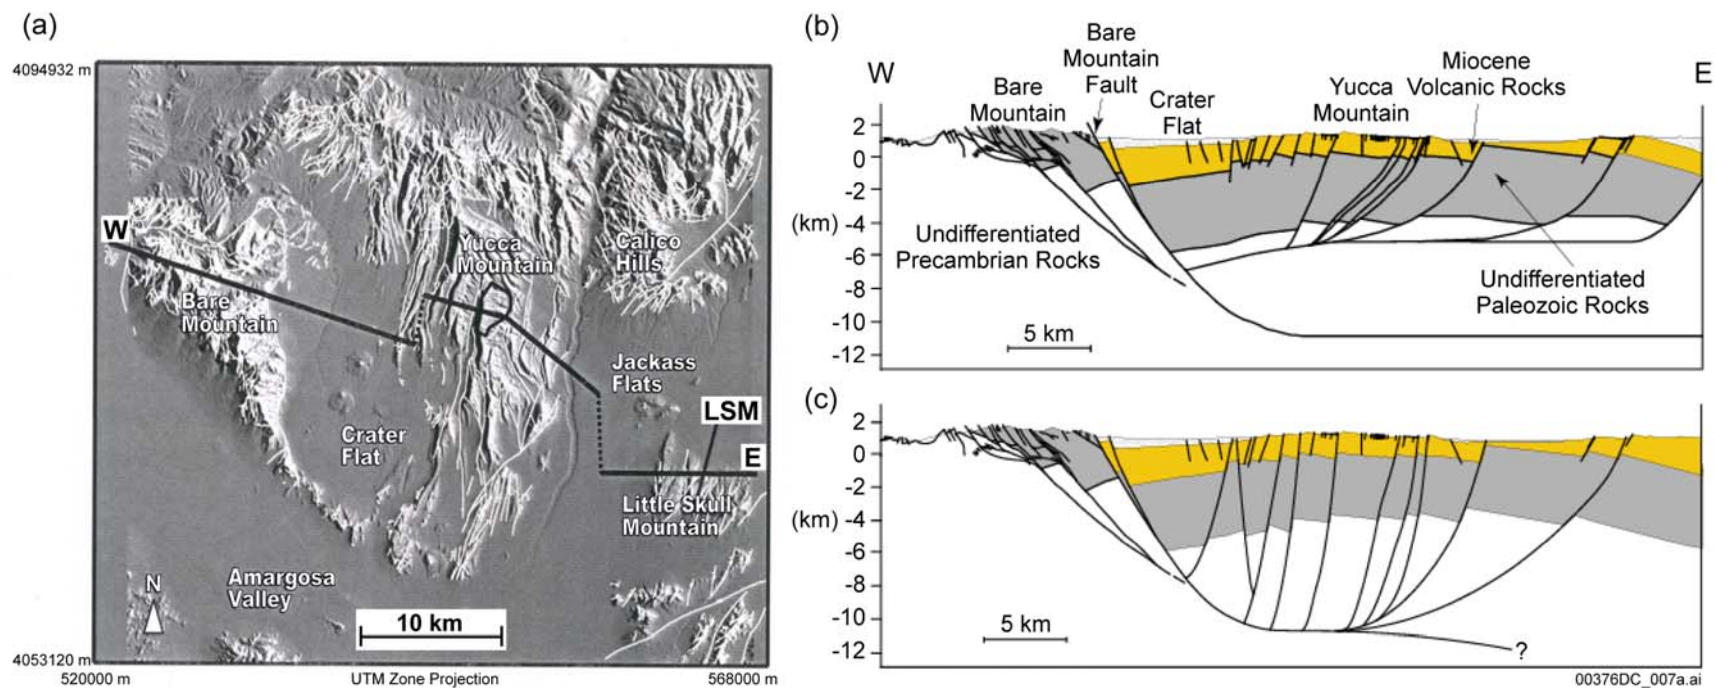 (a)
4094932 m
W
Yucca
Mountain
Calico
Hills
Bare
Mountain
Jackass
Flats
LSM
Crater
Flat
E
Little Skull
Mountain
N
Amargosa
Valley
10 km
4053120 m
520000 m
UTM Zone Projection
568000 m
(b)
W
E
Bare
Mountain
Bare
Mountain
Fault
Crater
Flat
Yucca
Mountain
Miocene
Volcanic Rocks
2
0
-2
-4
-6
-8
-10
-12
(km)
Undifferentiated
Precambrian Rocks
Undifferentiated
Paleozoic Rocks
5 km
(c)
2
0
-2
-4
-6
-8
-10
-12
(km)
5 km
?
00376DC_007a.ai